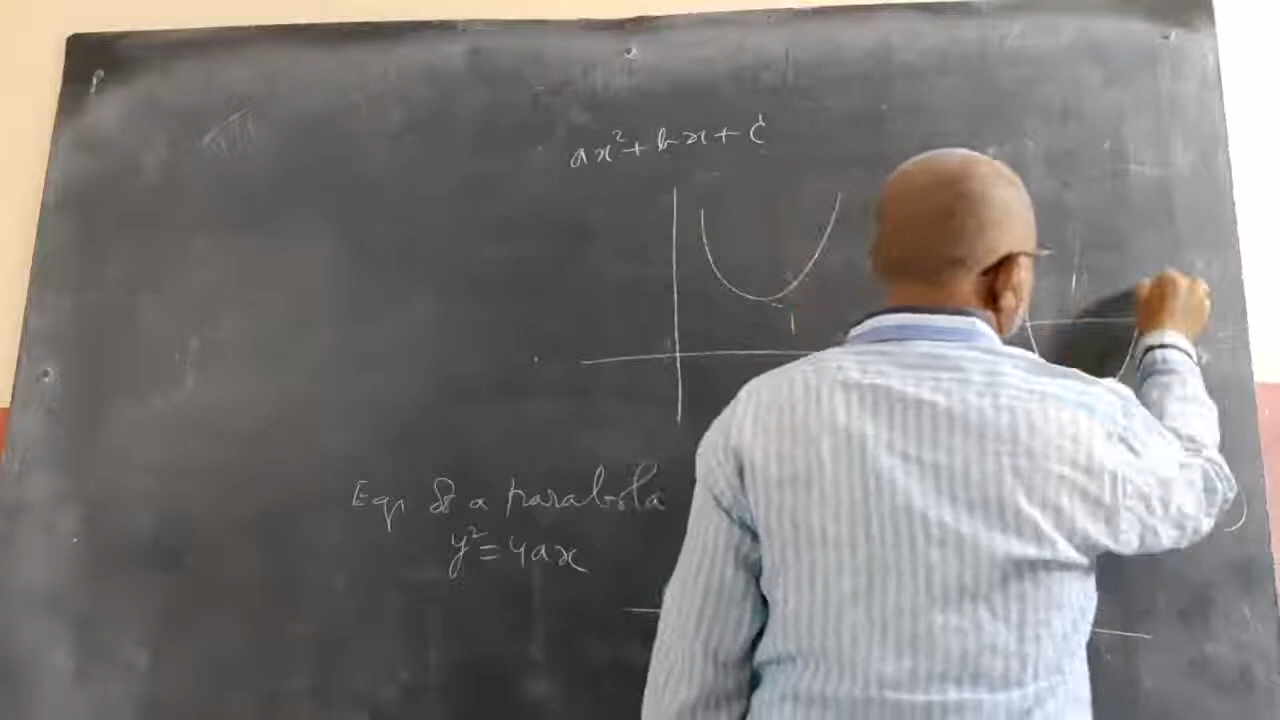 ax²+bx+c
Eqn of a parabola
y²=4ax
)